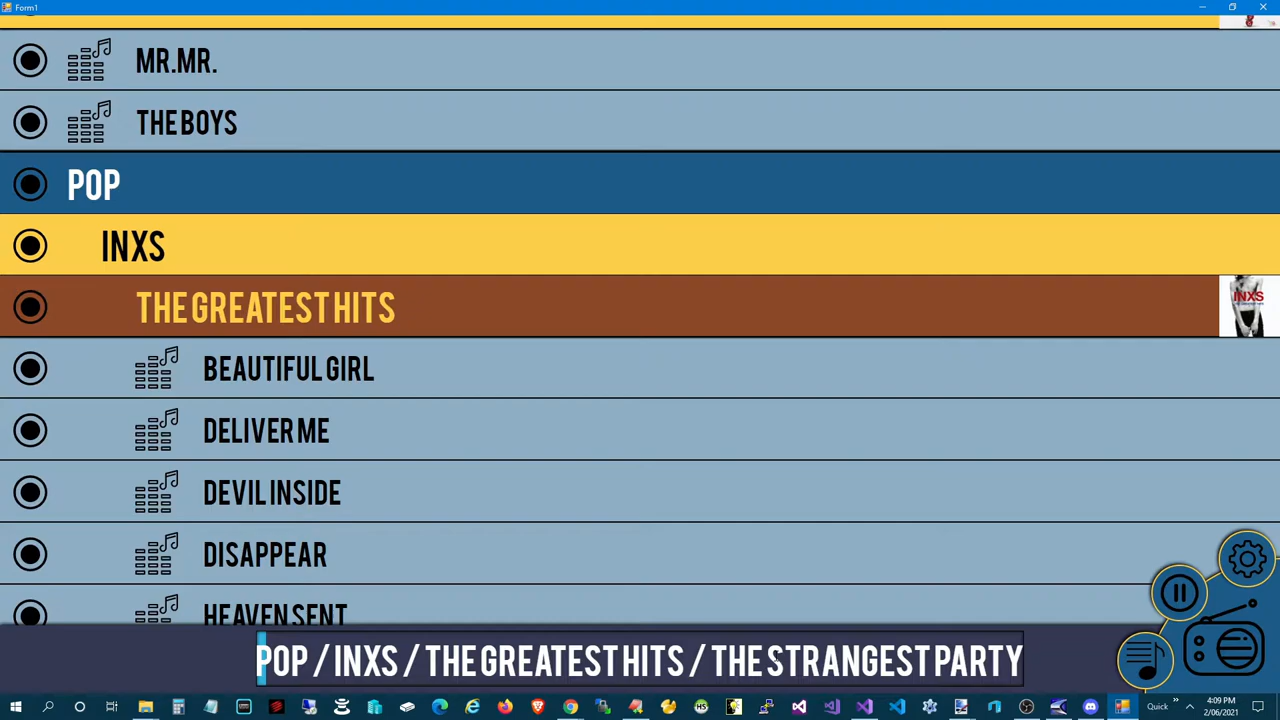 Form1
MR.MR.
THE BOYS
POP
INXS
THE GREATEST HITS
INXS
BEAUTIFUL GIRL
DELIVER ME
DEVIL INSIDE
DISAPPEAR
HEAVEN SENT
POP / INXS / THE GREATEST HITS / THE STRANGEST PARTY
Quick
4:09 PM
2/06/2021